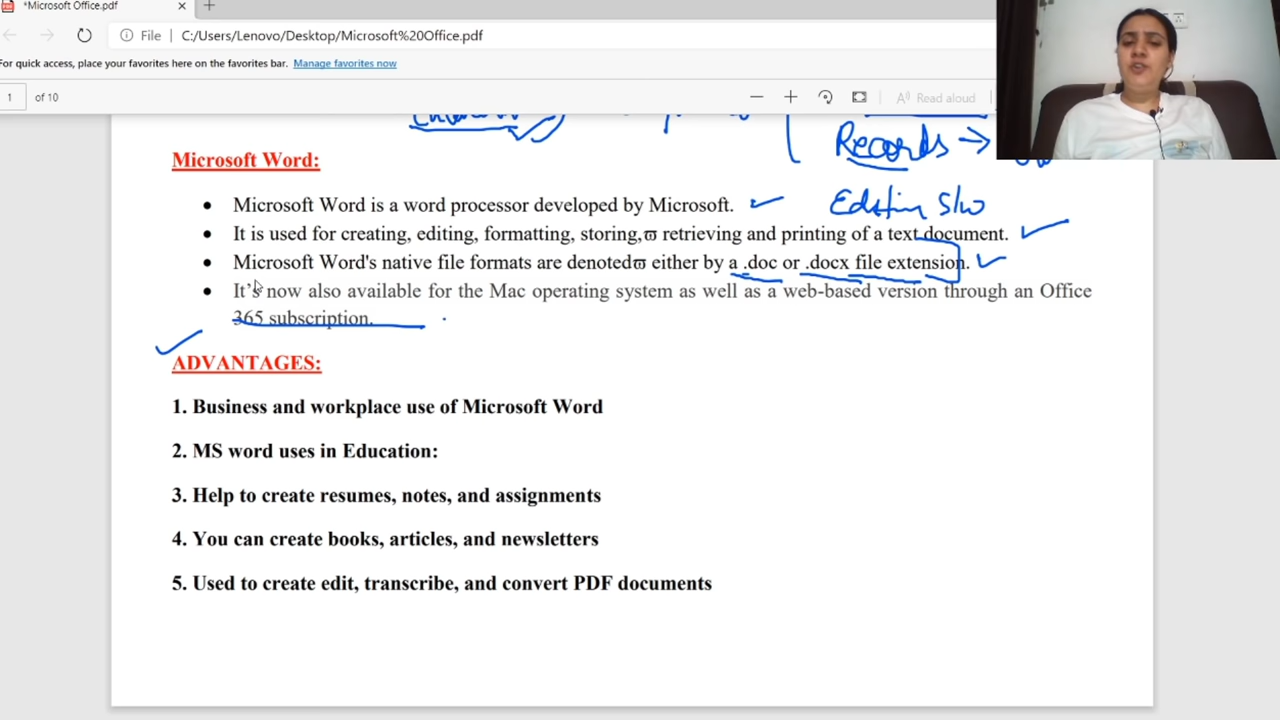 *Microsoft Office.pdf
File | C:/Users/Lenovo/Desktop/Microsoft%20Office.pdf
For quick access, place your favorites here on the favorites bar. Manage favorites now
1 of 10 Read aloud
Records →
Microsoft Word:
• Microsoft Word is a word processor developed by Microsoft.
• It is used for creating, editing, formatting, storing,ϖ retrieving and printing of a text document.
• Microsoft Word's native file formats are denotedϖ either by a .doc or .docx file extension.
• It's now also available for the Mac operating system as well as a web-based version through an Office
365 subscription.
ADVANTAGES:
1. Business and workplace use of Microsoft Word
2. MS word uses in Education:
3. Help to create resumes, notes, and assignments
4. You can create books, articles, and newsletters
5. Used to create edit, transcribe, and convert PDF documents